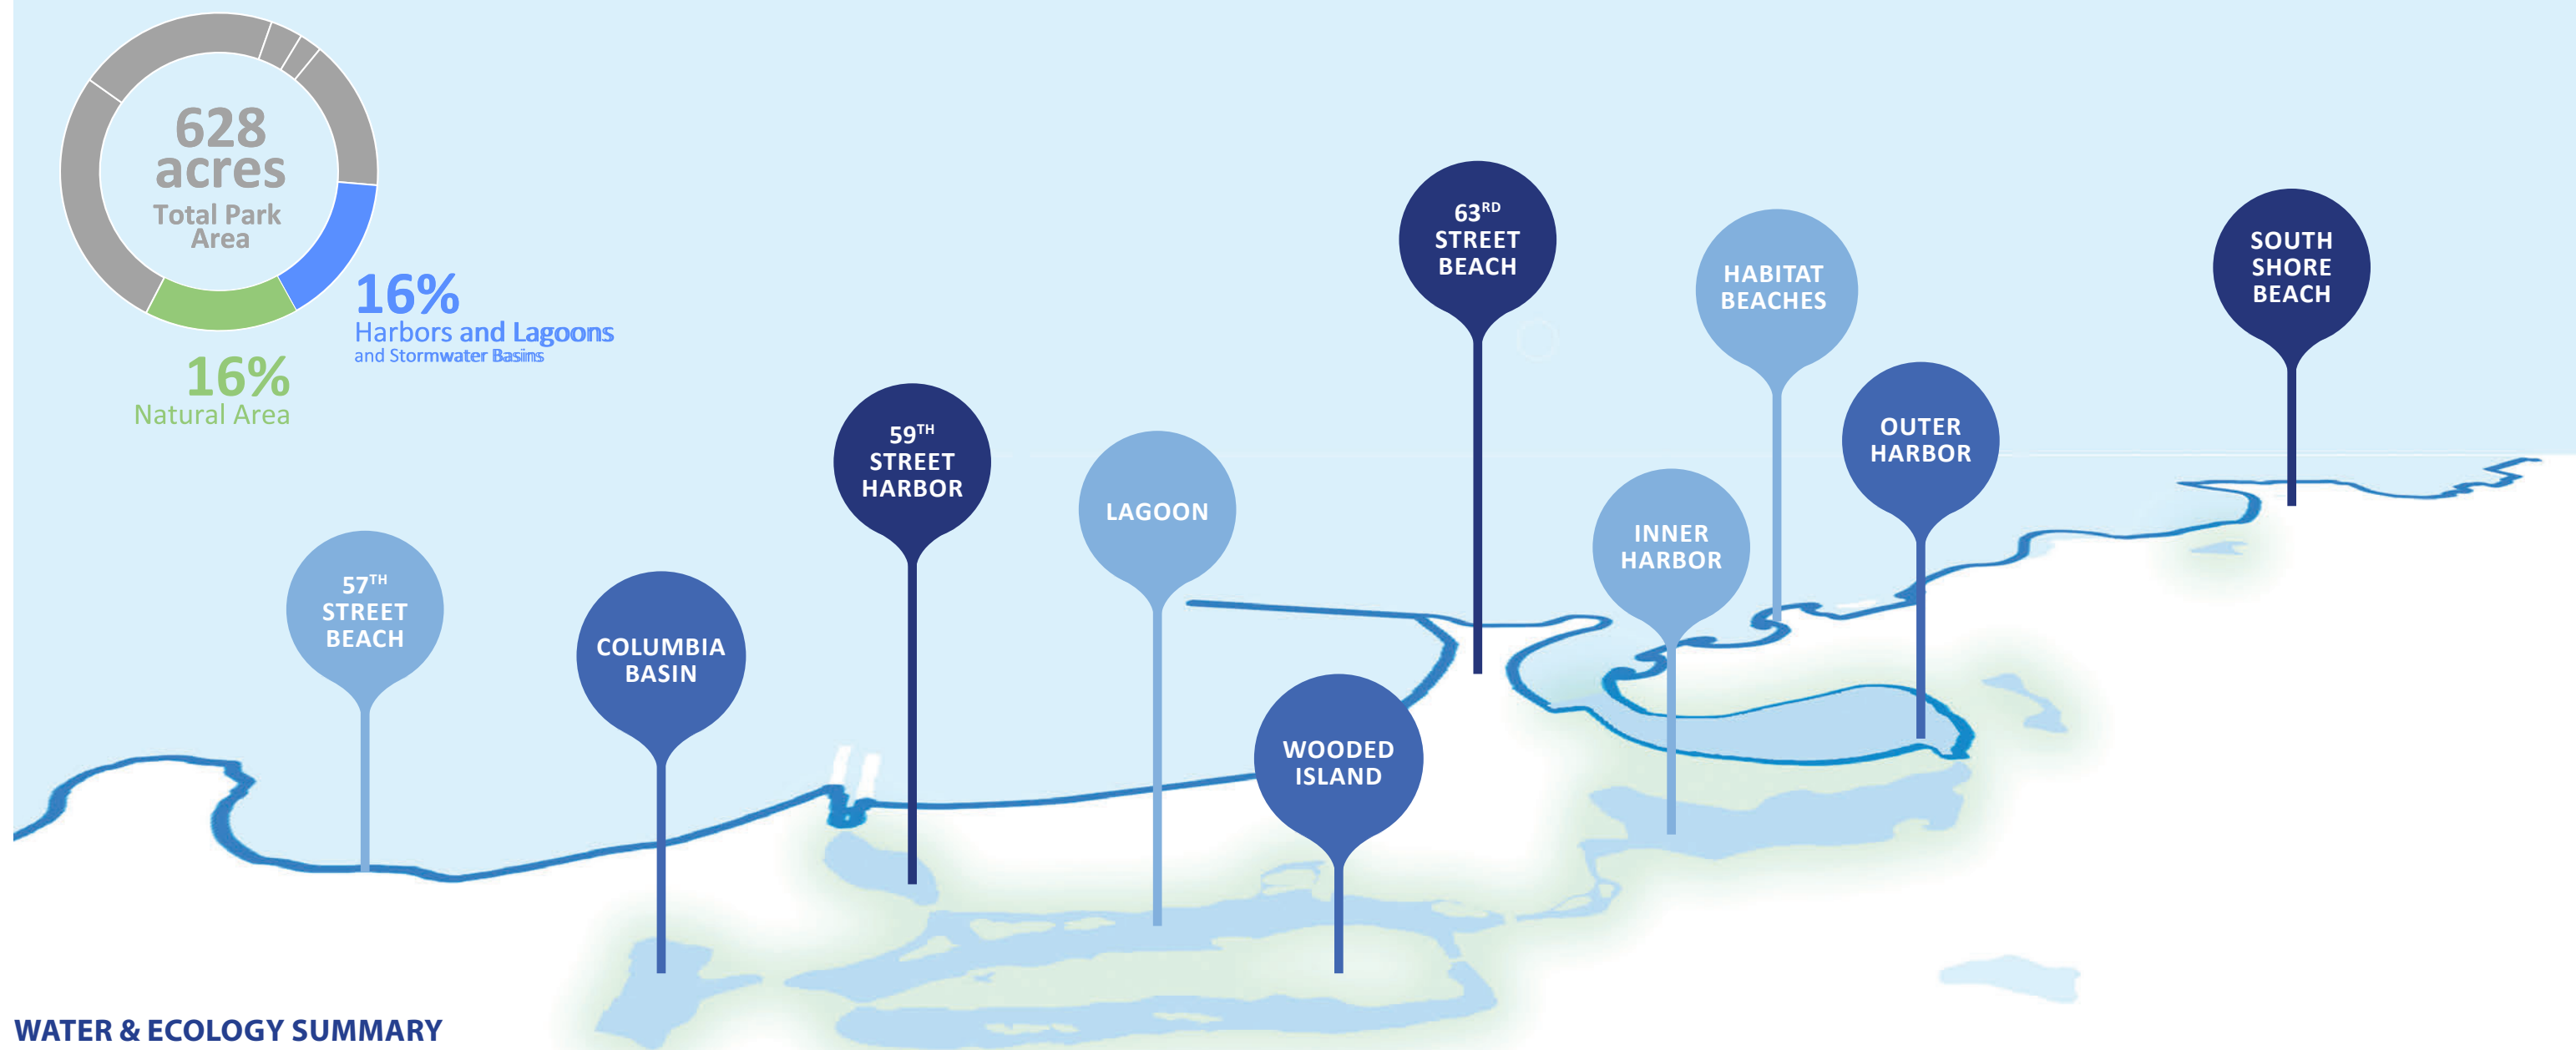 628
acres
Total Park
Area
16%
Harbors and Lagoons
and Stormwater Basins
16%
Natural Area
57TH
STREET
BEACH
COLUMBIA
BASIN
59TH
STREET
HARBOR
LAGOON
WOODED
ISLAND
63RD
STREET
BEACH
INNER
HARBOR
HABITAT
BEACHES
OUTER
HARBOR
SOUTH
SHORE
BEACH
WATER & ECOLOGY SUMMARY